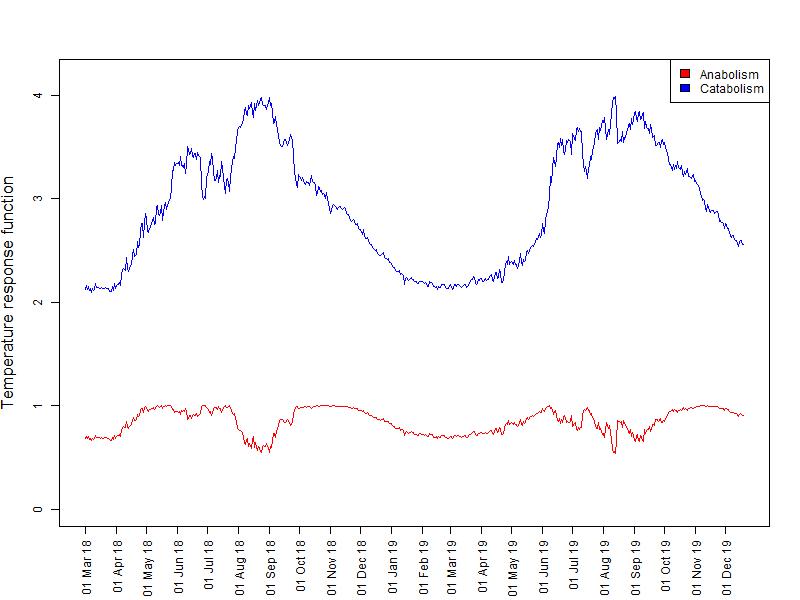 Anabolism
Catabolism
Temperature response function
4
3
2
1
0
01 Mar 18
01 Apr 18
01 May 18
01 Jun 18
01 Jul 18
01 Aug 18
01 Sep 18
01 Oct 18
01 Nov 18
01 Dec 18
01 Jan 19
01 Feb 19
01 Mar 19
01 Apr 19
01 May 19
01 Jun 19
01 Jul 19
01 Aug 19
01 Sep 19
01 Oct 19
01 Nov 19
01 Dec 19